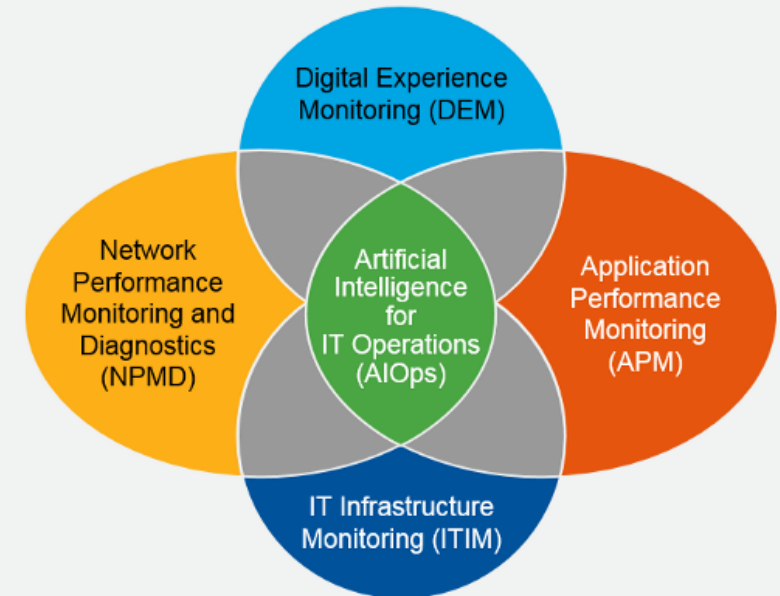 Digital Experience
Monitoring (DEM)
Network
Performance
Monitoring and
Diagnostics
(NPMD)
Artificial
Intelligence
for
IT Operations
(AIOps)
Application
Performance
Monitoring
(APM)
IT Infrastructure
Monitoring (ITIM)